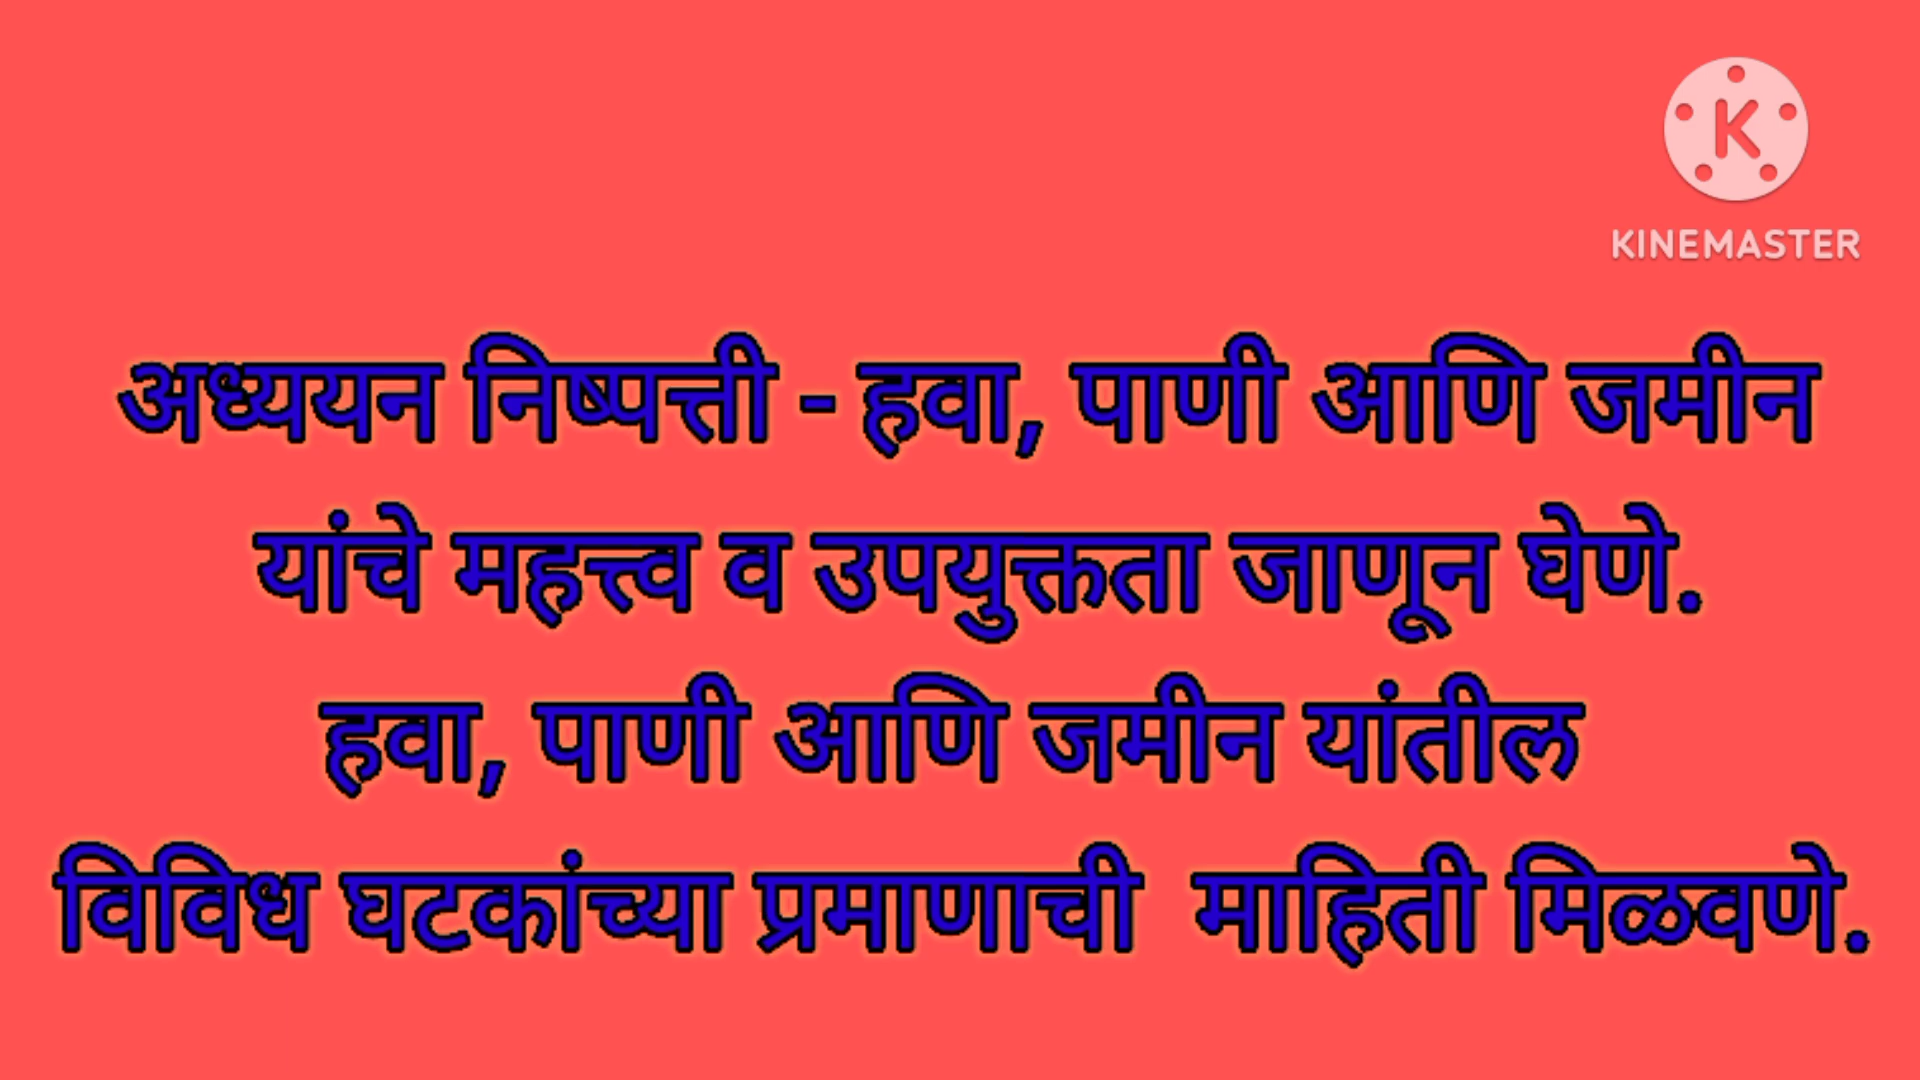 KINEMASTER
अध्ययन निष्पत्ती - हवा, पाणी आणि जमीन
यांचे महत्त्व व उपयुक्तता जाणून घेणे.
हवा, पाणी आणि जमीन यांतील
विविध घटकांच्या प्रमाणाची माहिती मिळवणे.